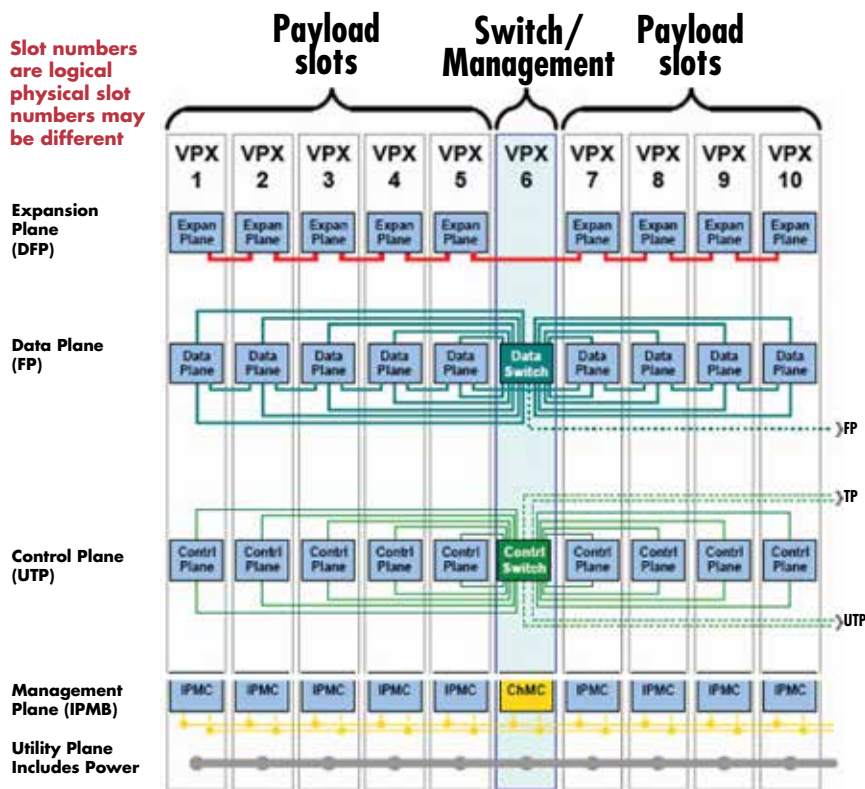 Slot numbers
are logical
physical slot
numbers may
be different
Payload
slots
Switch/
Management
Payload
slots
VPX
1
VPX
2
VPX
3
VPX
4
VPX
5
VPX
6
VPX
7
VPX
8
VPX
9
VPX
10
Expansion
Plane
(DFP)
Expan
Plane
Expan
Plane
Expan
Plane
Expan
Plane
Expan
Plane
Expan
Plane
Expan
Plane
Expan
Plane
Expan
Plane
Data Plane
(FP)
Data
Plane
Data
Plane
Data
Plane
Data
Plane
Data
Plane
Data
Switch
Data
Plane
Data
Plane
Data
Plane
Data
Plane
FP
TP
Control Plane
(UTP)
Contrl
Plane
Contrl
Plane
Contrl
Plane
Contrl
Plane
Contrl
Plane
Contrl
Switch
Contrl
Plane
Contrl
Plane
Contrl
Plane
Contrl
Plane
UTP
Management
Plane (IPMB)
IPMC
IPMC
IPMC
IPMC
IPMC
ChMC
IPMC
IPMC
IPMC
IPMC
Utility Plane
Includes Power